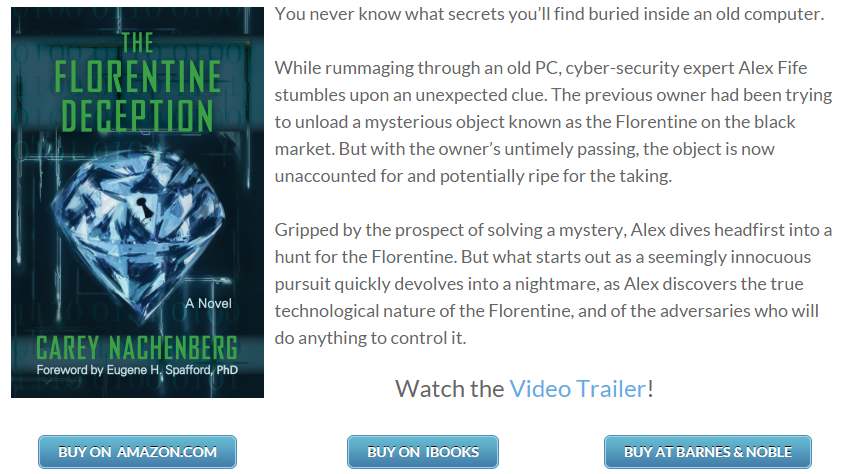 THE
FLORENTINE
DECEPTION
A Novel
CAREY NACHENBERG
Foreword by Eugene H. Spafford, PhD
You never know what secrets you'll find buried inside an old computer.
While rummaging through an old PC, cyber-security expert Alex Fife
stumbles upon an unexpected clue. The previous owner had been trying
to unload a mysterious object known as the Florentine on the black
market. But with the owner's untimely passing, the object is now
unaccounted for and potentially ripe for the taking.
Gripped by the prospect of solving a mystery, Alex dives headfirst into a
hunt for the Florentine. But what starts out as a seemingly innocuous
pursuit quickly devolves into a nightmare, as Alex discovers the true
technological nature of the Florentine, and of the adversaries who will
do anything to control it.
Watch the Video Trailer!
BUY ON AMAZON.COM
BUY ON IBOOKS
BUY AT BARNES & NOBLE